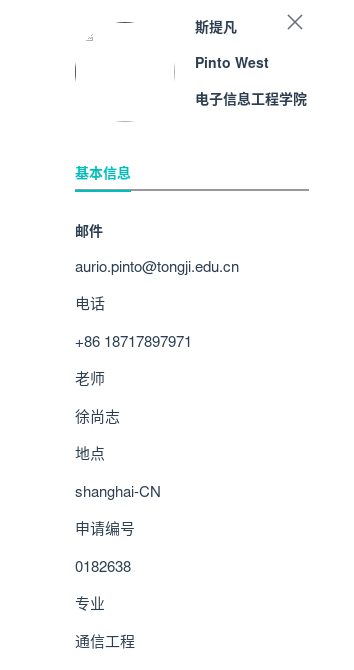 斯提凡
Pinto West
电子信息工程学院
基本信息
邮件
aurio.pinto@tongji.edu.cn
电话
+86 18717897971
老师
徐尚志
地点
shanghai-CN
申请编号
0182638
专业
通信工程